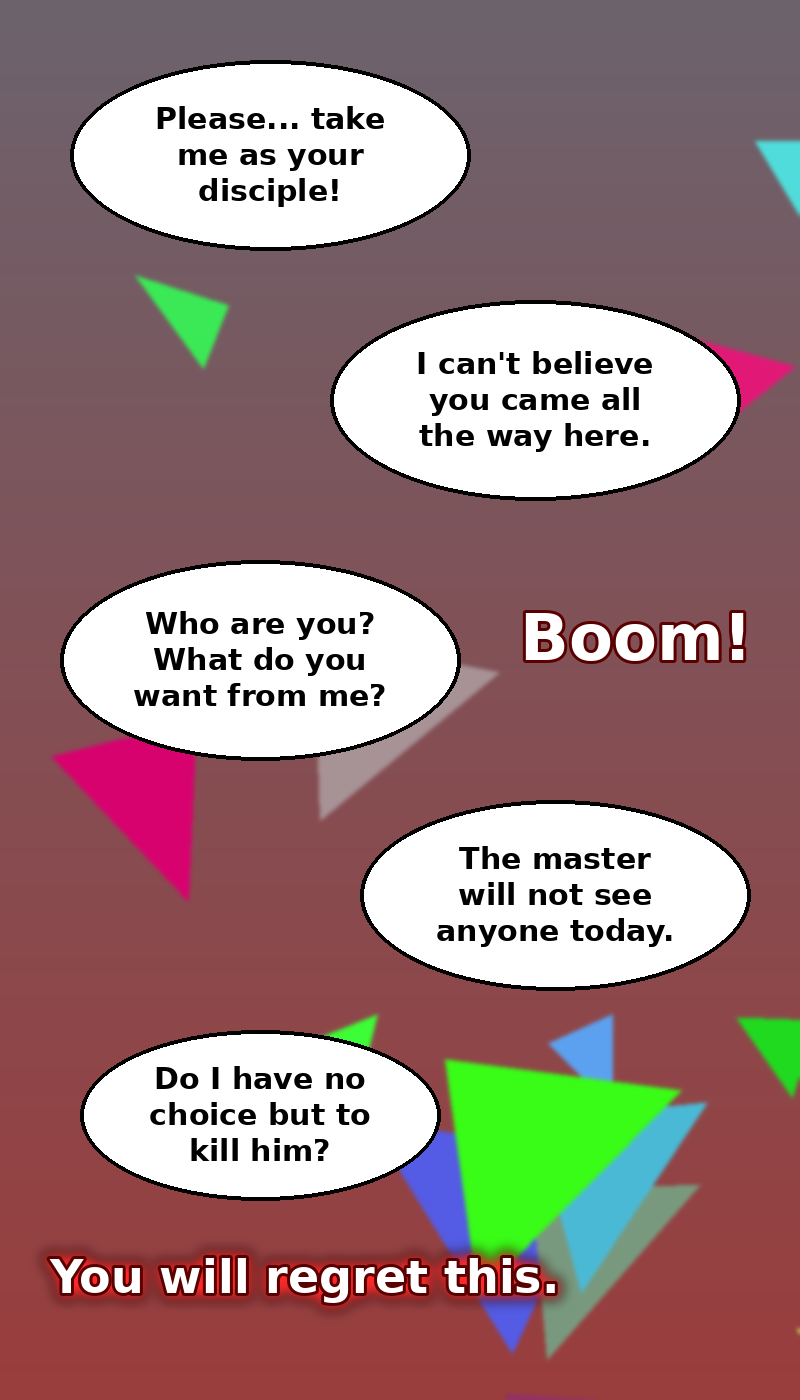 Please... take
me as your
disciple!
I can't believe
you came all
the way here.
Who are you?
What do you
want from me?
Boom!
The master
will not see
anyone today.
Do I have no
choice but to
kill him?
You will regret this.